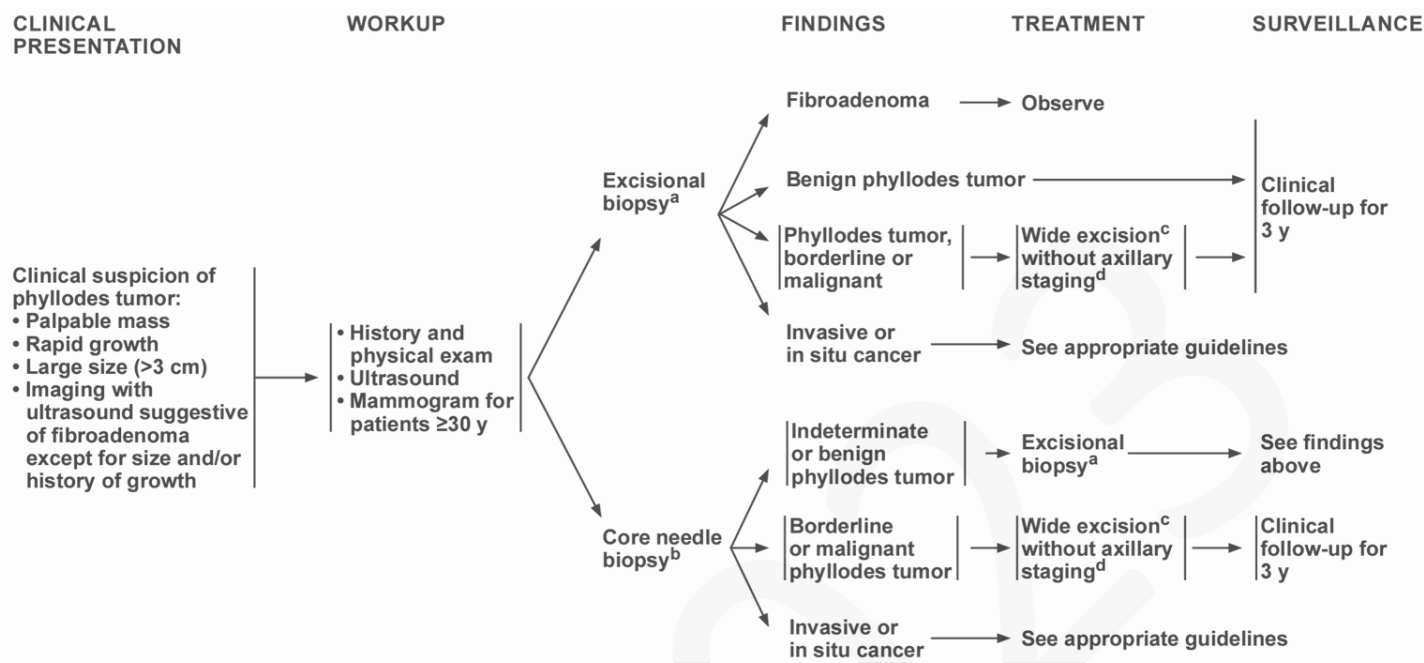 CLINICAL
PRESENTATION
WORKUP
FINDINGS
TREATMENT
SURVEILLANCE
Clinical suspicion of
phyllodes tumor:
• Palpable mass
• Rapid growth
• Large size (>3 cm)
• Imaging with
ultrasound suggestive
of fibroadenoma
except for size and/or
history of growth
• History and
physical exam
• Ultrasound
• Mammogram for
patients ≥30 y
Excisional
biopsyᵃ
Fibroadenoma
Observe
Benign phyllodes tumor
Phyllodes tumor,
borderline or
malignant
Wide excisionᶜ
without axillary
stagingᵈ
Clinical
follow-up for
3 y
Invasive or
in situ cancer
See appropriate guidelines
Core needle
biopsyᵇ
Indeterminate
or benign
phyllodes tumor
Excisional
biopsyᵃ
See findings
above
Borderline
or malignant
phyllodes tumor
Wide excisionᶜ
without axillary
stagingᵈ
Clinical
follow-up for
3 y
Invasive or
in situ cancer
See appropriate guidelines